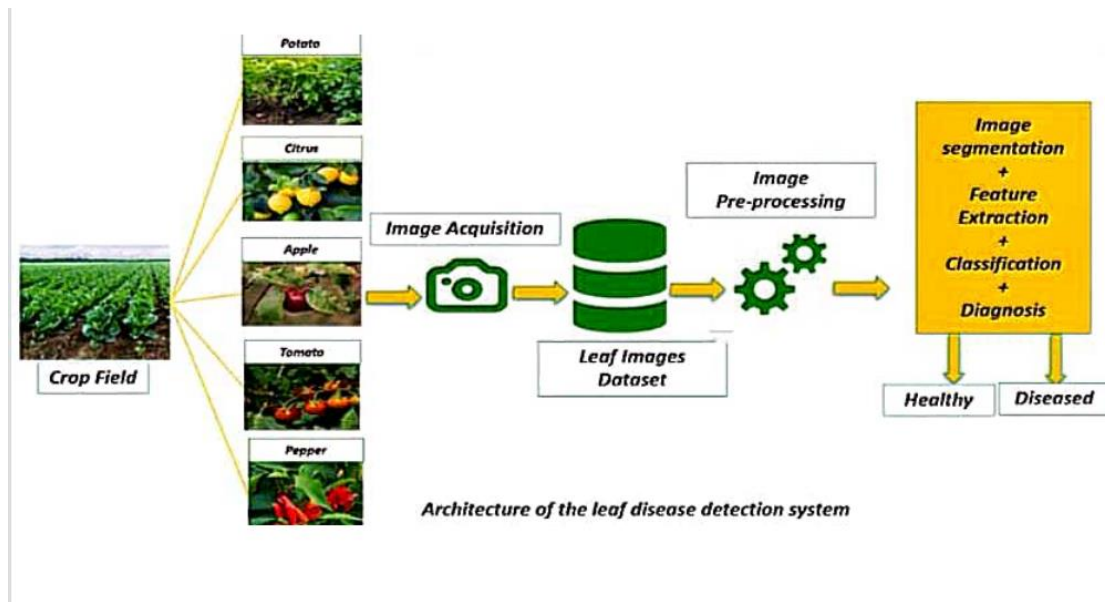 Potato
Citrus
Apple
Tomato
Pepper
Crop Field
Image Acquisition
Leaf Images
Dataset
Image
Pre-processing
Image
segmentation
+
Feature
Extraction
+
Classification
+
Diagnosis
Healthy
Diseased
Architecture of the leaf disease detection system